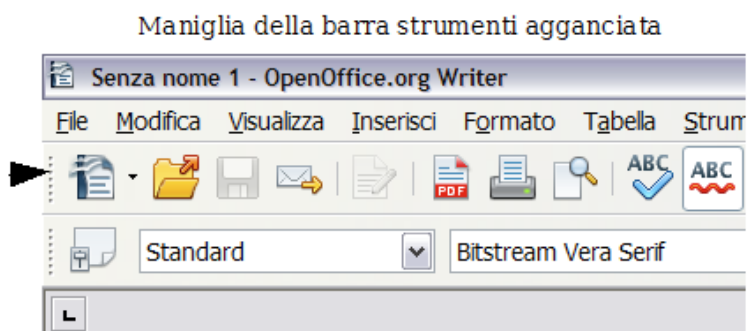 Maniglia della barra strumenti agganciata
Senza nome 1 - OpenOffice.org Writer
File Modifica Visualizza Inserisci Formato Tabella Strum
PDF ABC ABC
Standard Bitstream Vera Serif